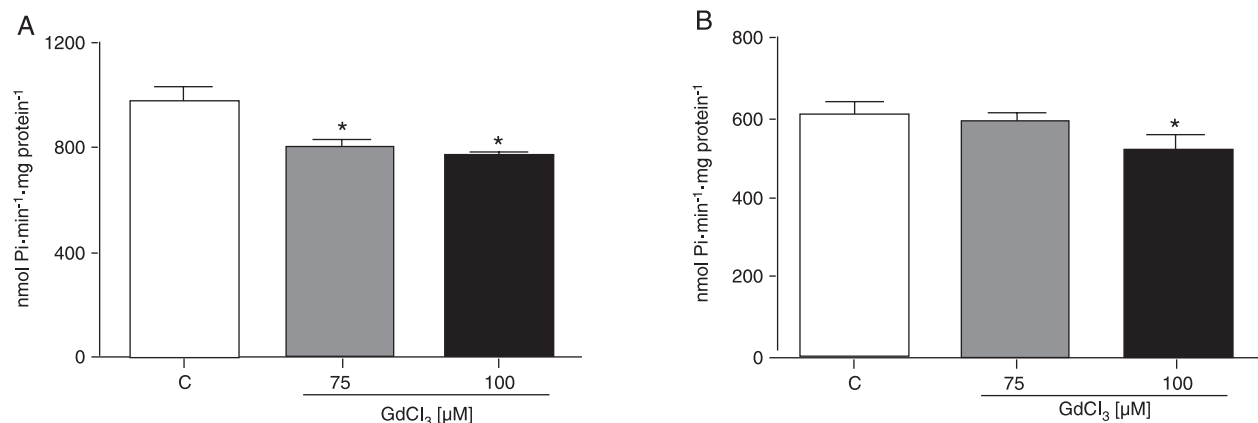 A
nmol Pi·min⁻¹·mg protein⁻¹
1200
800
400
0
*
*
C
75
100
GdCl₃ [µM]
B
nmol Pi·min⁻¹·mg protein⁻¹
800
600
400
200
0
*
C
75
100
GdCl₃ [µM]